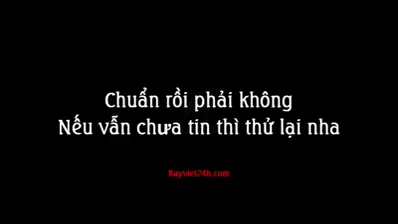 Chuẩn rồi phải không
Nếu vẫn chưa tin thì thử lại nha
Bayviet24h.com